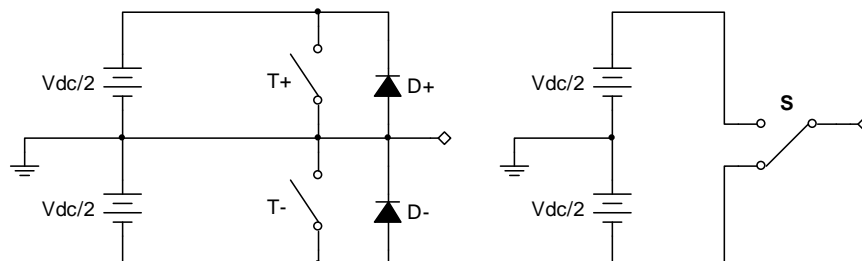 Vdc/2
T+
D+
Vdc/2
T-
D-
Vdc/2
S
Vdc/2